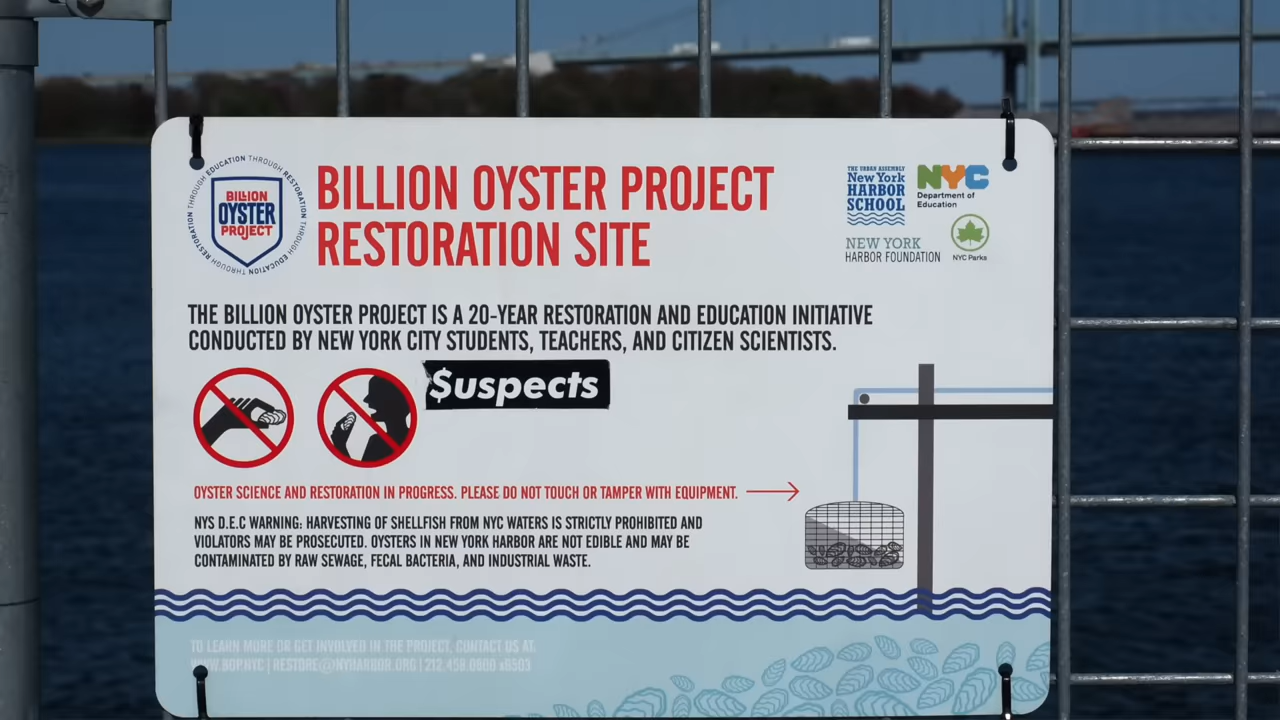 RESTORATION THROUGH EDUCATION THROUGH RESTORATION THROUGH EDUCATION THROUGH
BILLION
OYSTER
PROJECT
BILLION OYSTER PROJECT
RESTORATION SITE
THE URBAN ASSEMBLY
New York
HARBOR
SCHOOL
NYC
Department of
Education
NEW YORK
HARBOR FOUNDATION
NYC Parks
THE BILLION OYSTER PROJECT IS A 20-YEAR RESTORATION AND EDUCATION INITIATIVE
CONDUCTED BY NEW YORK CITY STUDENTS, TEACHERS, AND CITIZEN SCIENTISTS.
$uspects
OYSTER SCIENCE AND RESTORATION IN PROGRESS. PLEASE DO NOT TOUCH OR TAMPER WITH EQUIPMENT.
NYS D.E.C WARNING: HARVESTING OF SHELLFISH FROM NYC WATERS IS STRICTLY PROHIBITED AND
VIOLATORS MAY BE PROSECUTED. OYSTERS IN NEW YORK HARBOR ARE NOT EDIBLE AND MAY BE
CONTAMINATED BY RAW SEWAGE, FECAL BACTERIA, AND INDUSTRIAL WASTE.
TO LEARN MORE OR GET INVOLVED IN THE PROJECT, CONTACT US AT:
WWW.BOP.NYC | RESTORE@NYHARBOR.ORG | 212.458.0800 x6503